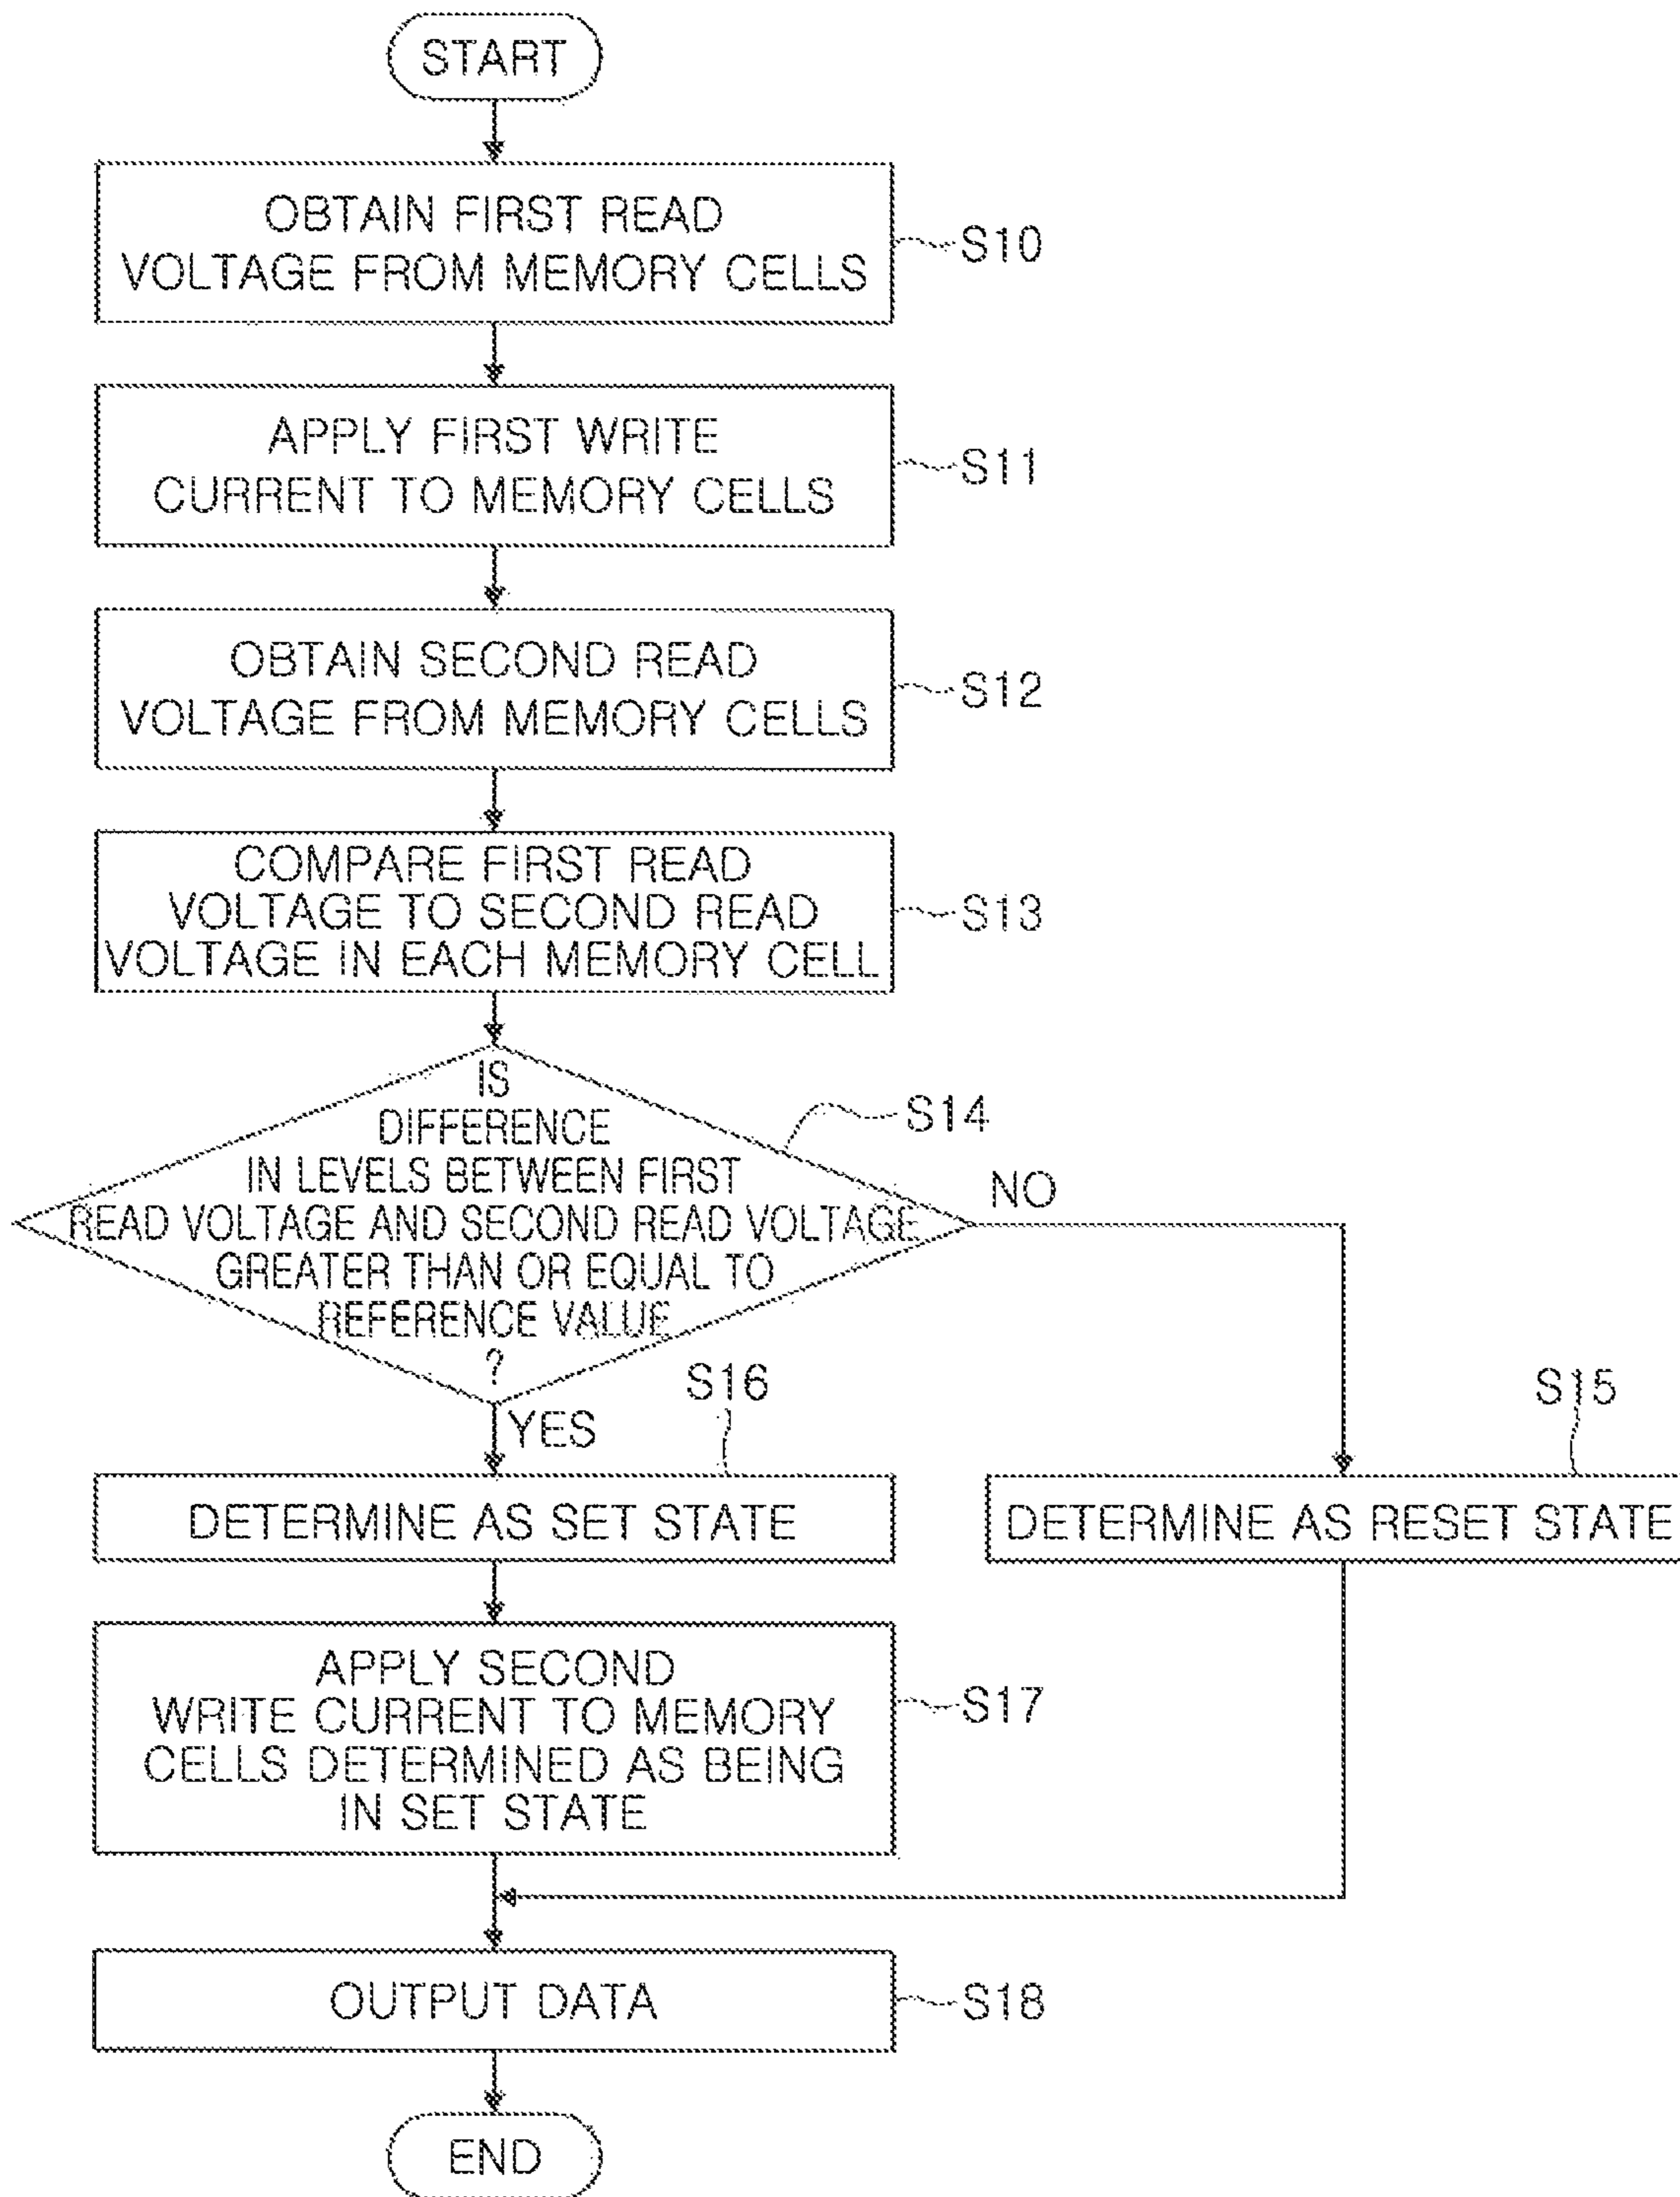 START
OBTAIN FIRST READ
VOLTAGE FROM MEMORY CELLS
S10
APPLY FIRST WRITE
CURRENT TO MEMORY CELLS
S11
OBTAIN SECOND READ
VOLTAGE FROM MEMORY CELLS
S12
COMPARE FIRST READ
VOLTAGE TO SECOND READ
VOLTAGE IN EACH MEMORY CELL
S13
IS
DIFFERENCE
IN LEVELS BETWEEN FIRST
READ VOLTAGE AND SECOND READ VOLTAGE
GREATER THAN OR EQUAL TO
REFERENCE VALUE
?
S14
NO
YES
S16
S15
DETERMINE AS SET STATE
DETERMINE AS RESET STATE
APPLY SECOND
WRITE CURRENT TO MEMORY
CELLS DETERMINED AS BEING
IN SET STATE
S17
OUTPUT DATA
S18
END